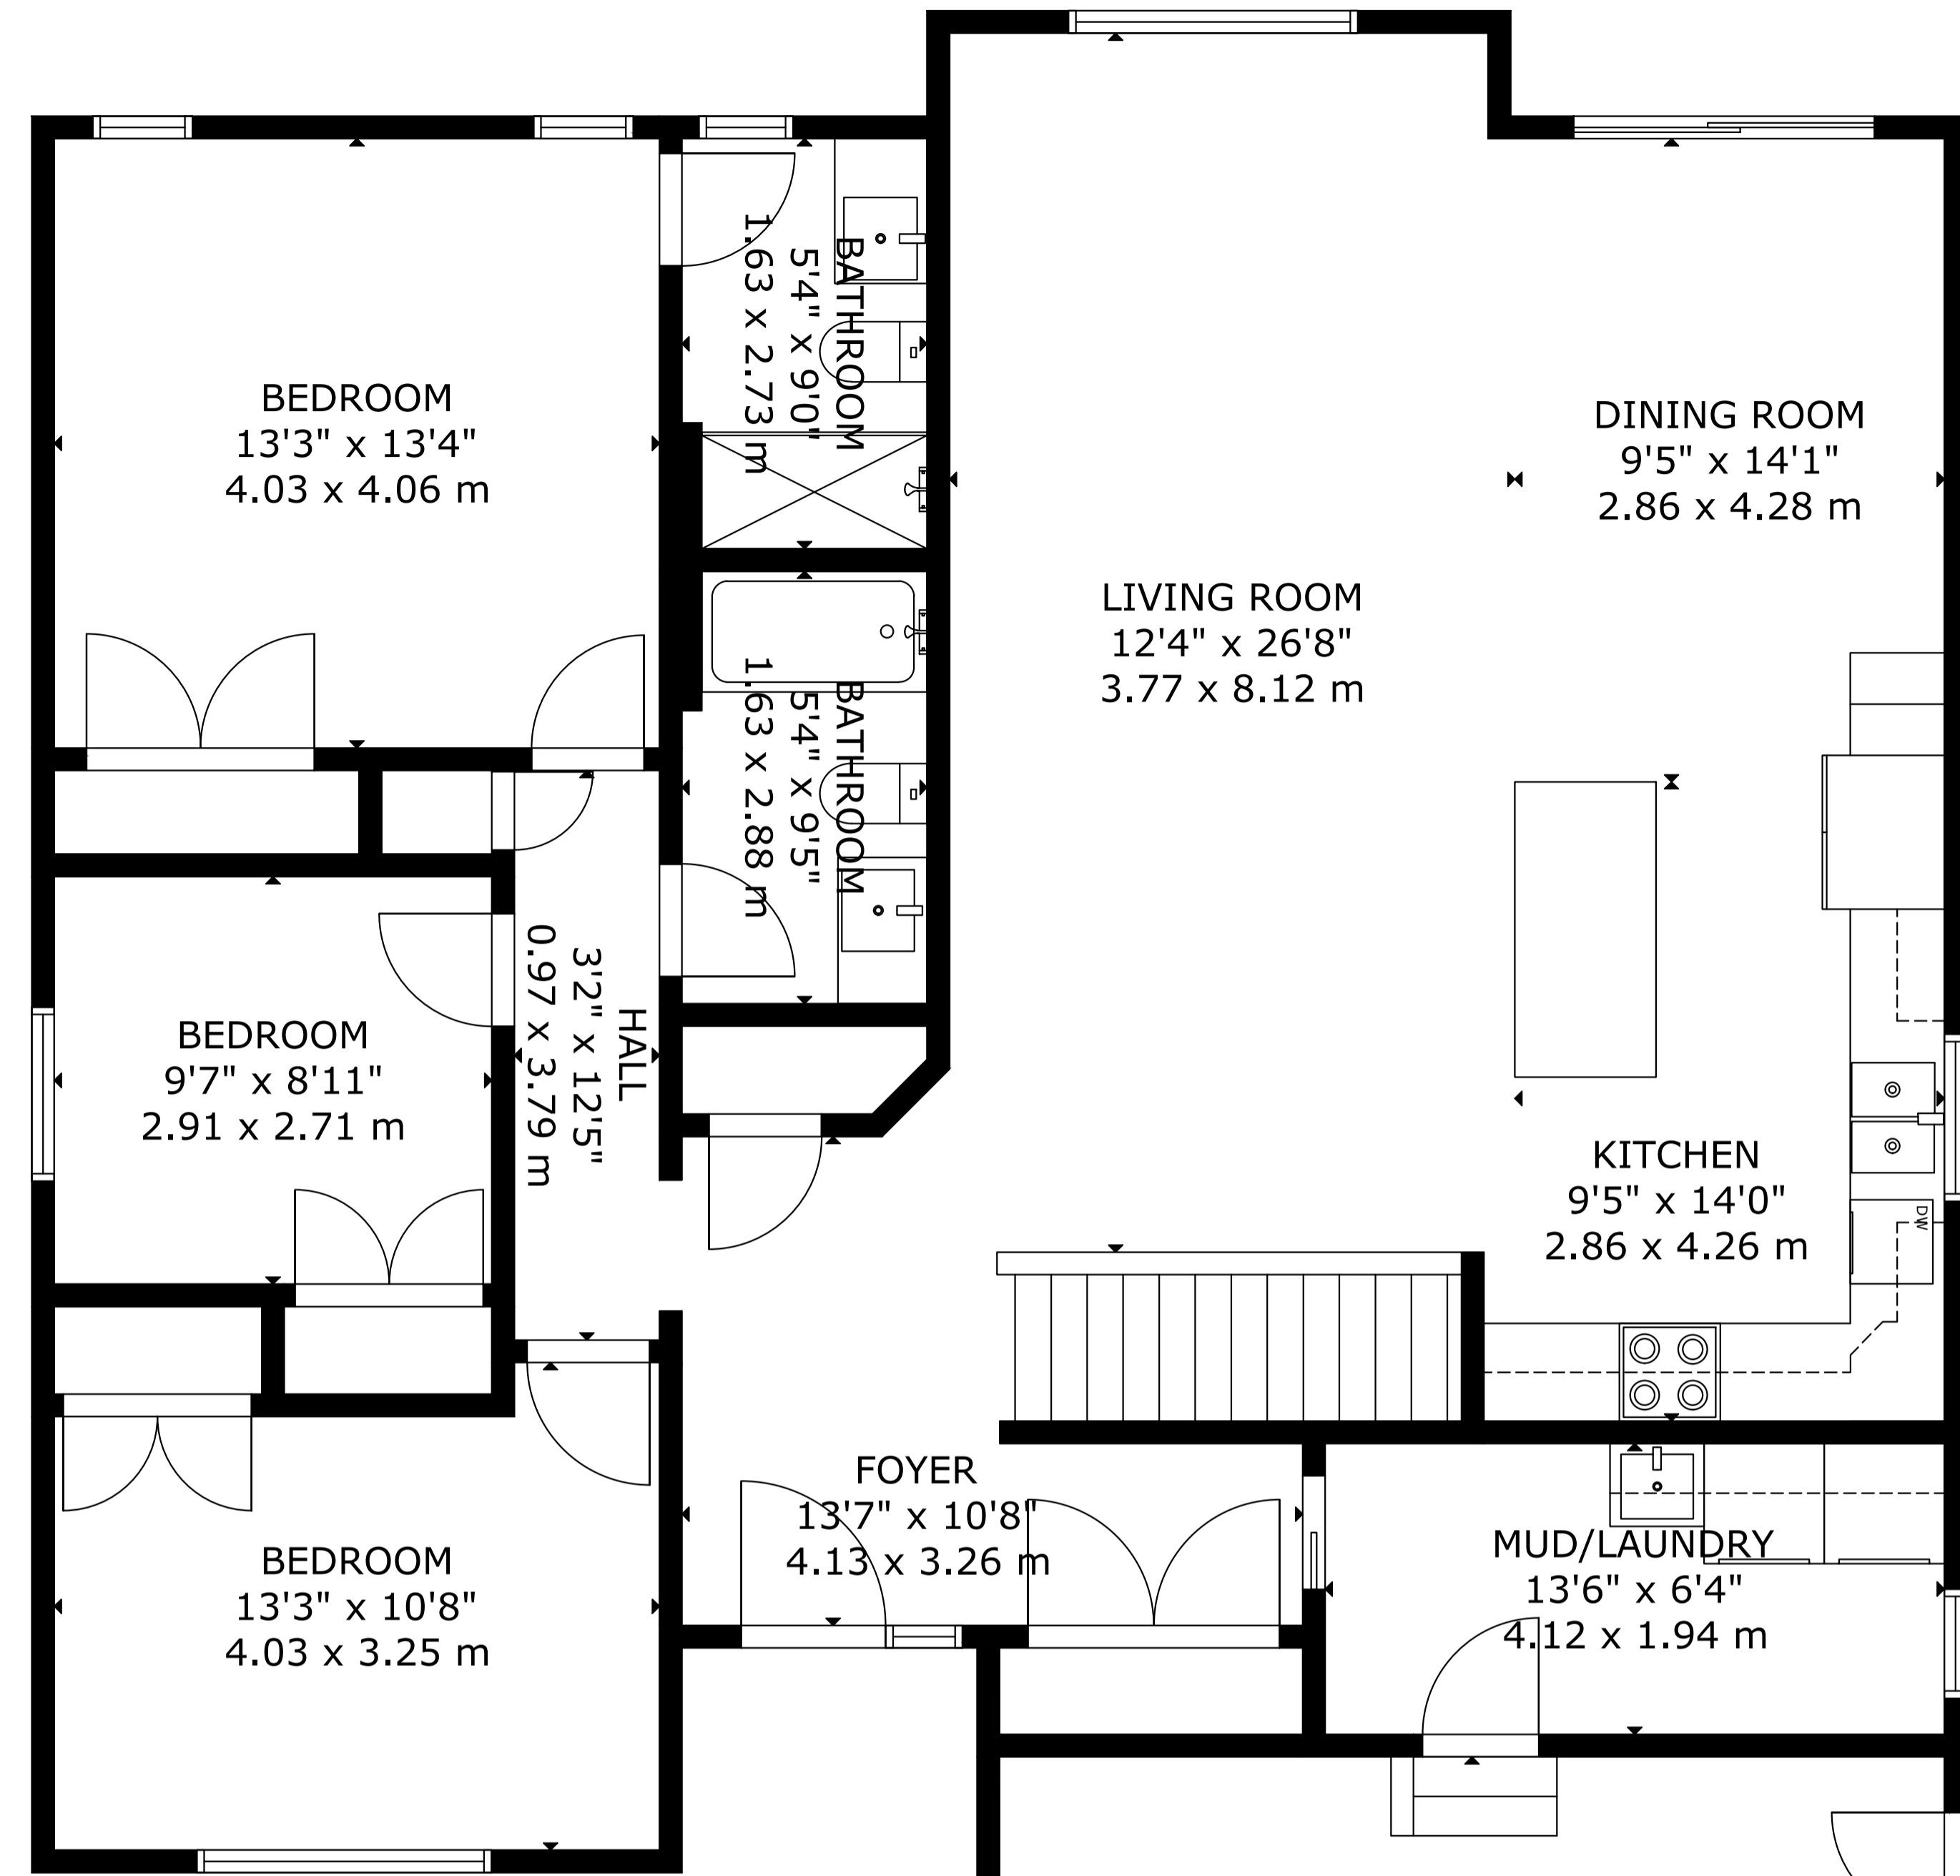 BATHROOM
5'4" x 9'0"
1.63 x 2.73 m
BEDROOM
13'3" x 13'4"
4.03 x 4.06 m
DINING ROOM
9'5" x 14'1"
2.86 x 4.28 m
LIVING ROOM
12'4" x 26'8"
3.77 x 8.12 m
BATHROOM
5'4" x 9'5"
1.63 x 2.88 m
HALL
3'2" x 12'5"
0.97 x 3.79 m
BEDROOM
9'7" x 8'11"
2.91 x 2.71 m
KITCHEN
9'5" x 14'0"
2.86 x 4.26 m
DW
FOYER
13'7" x 10'8"
4.13 x 3.26 m
MUD/LAUNDRY
13'6" x 6'4"
4.12 x 1.94 m
BEDROOM
13'3" x 10'8"
4.03 x 3.25 m